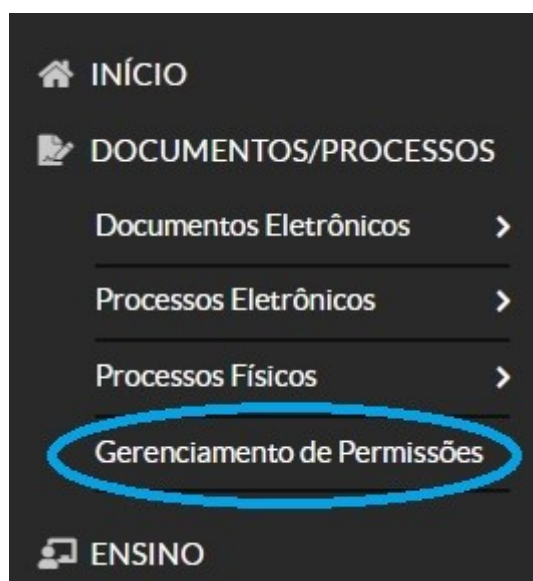 INÍCIO
DOCUMENTOS/PROCESSOS
Documentos Eletrônicos
Processos Eletrônicos
Processos Físicos
Gerenciamento de Permissões
ENSINO